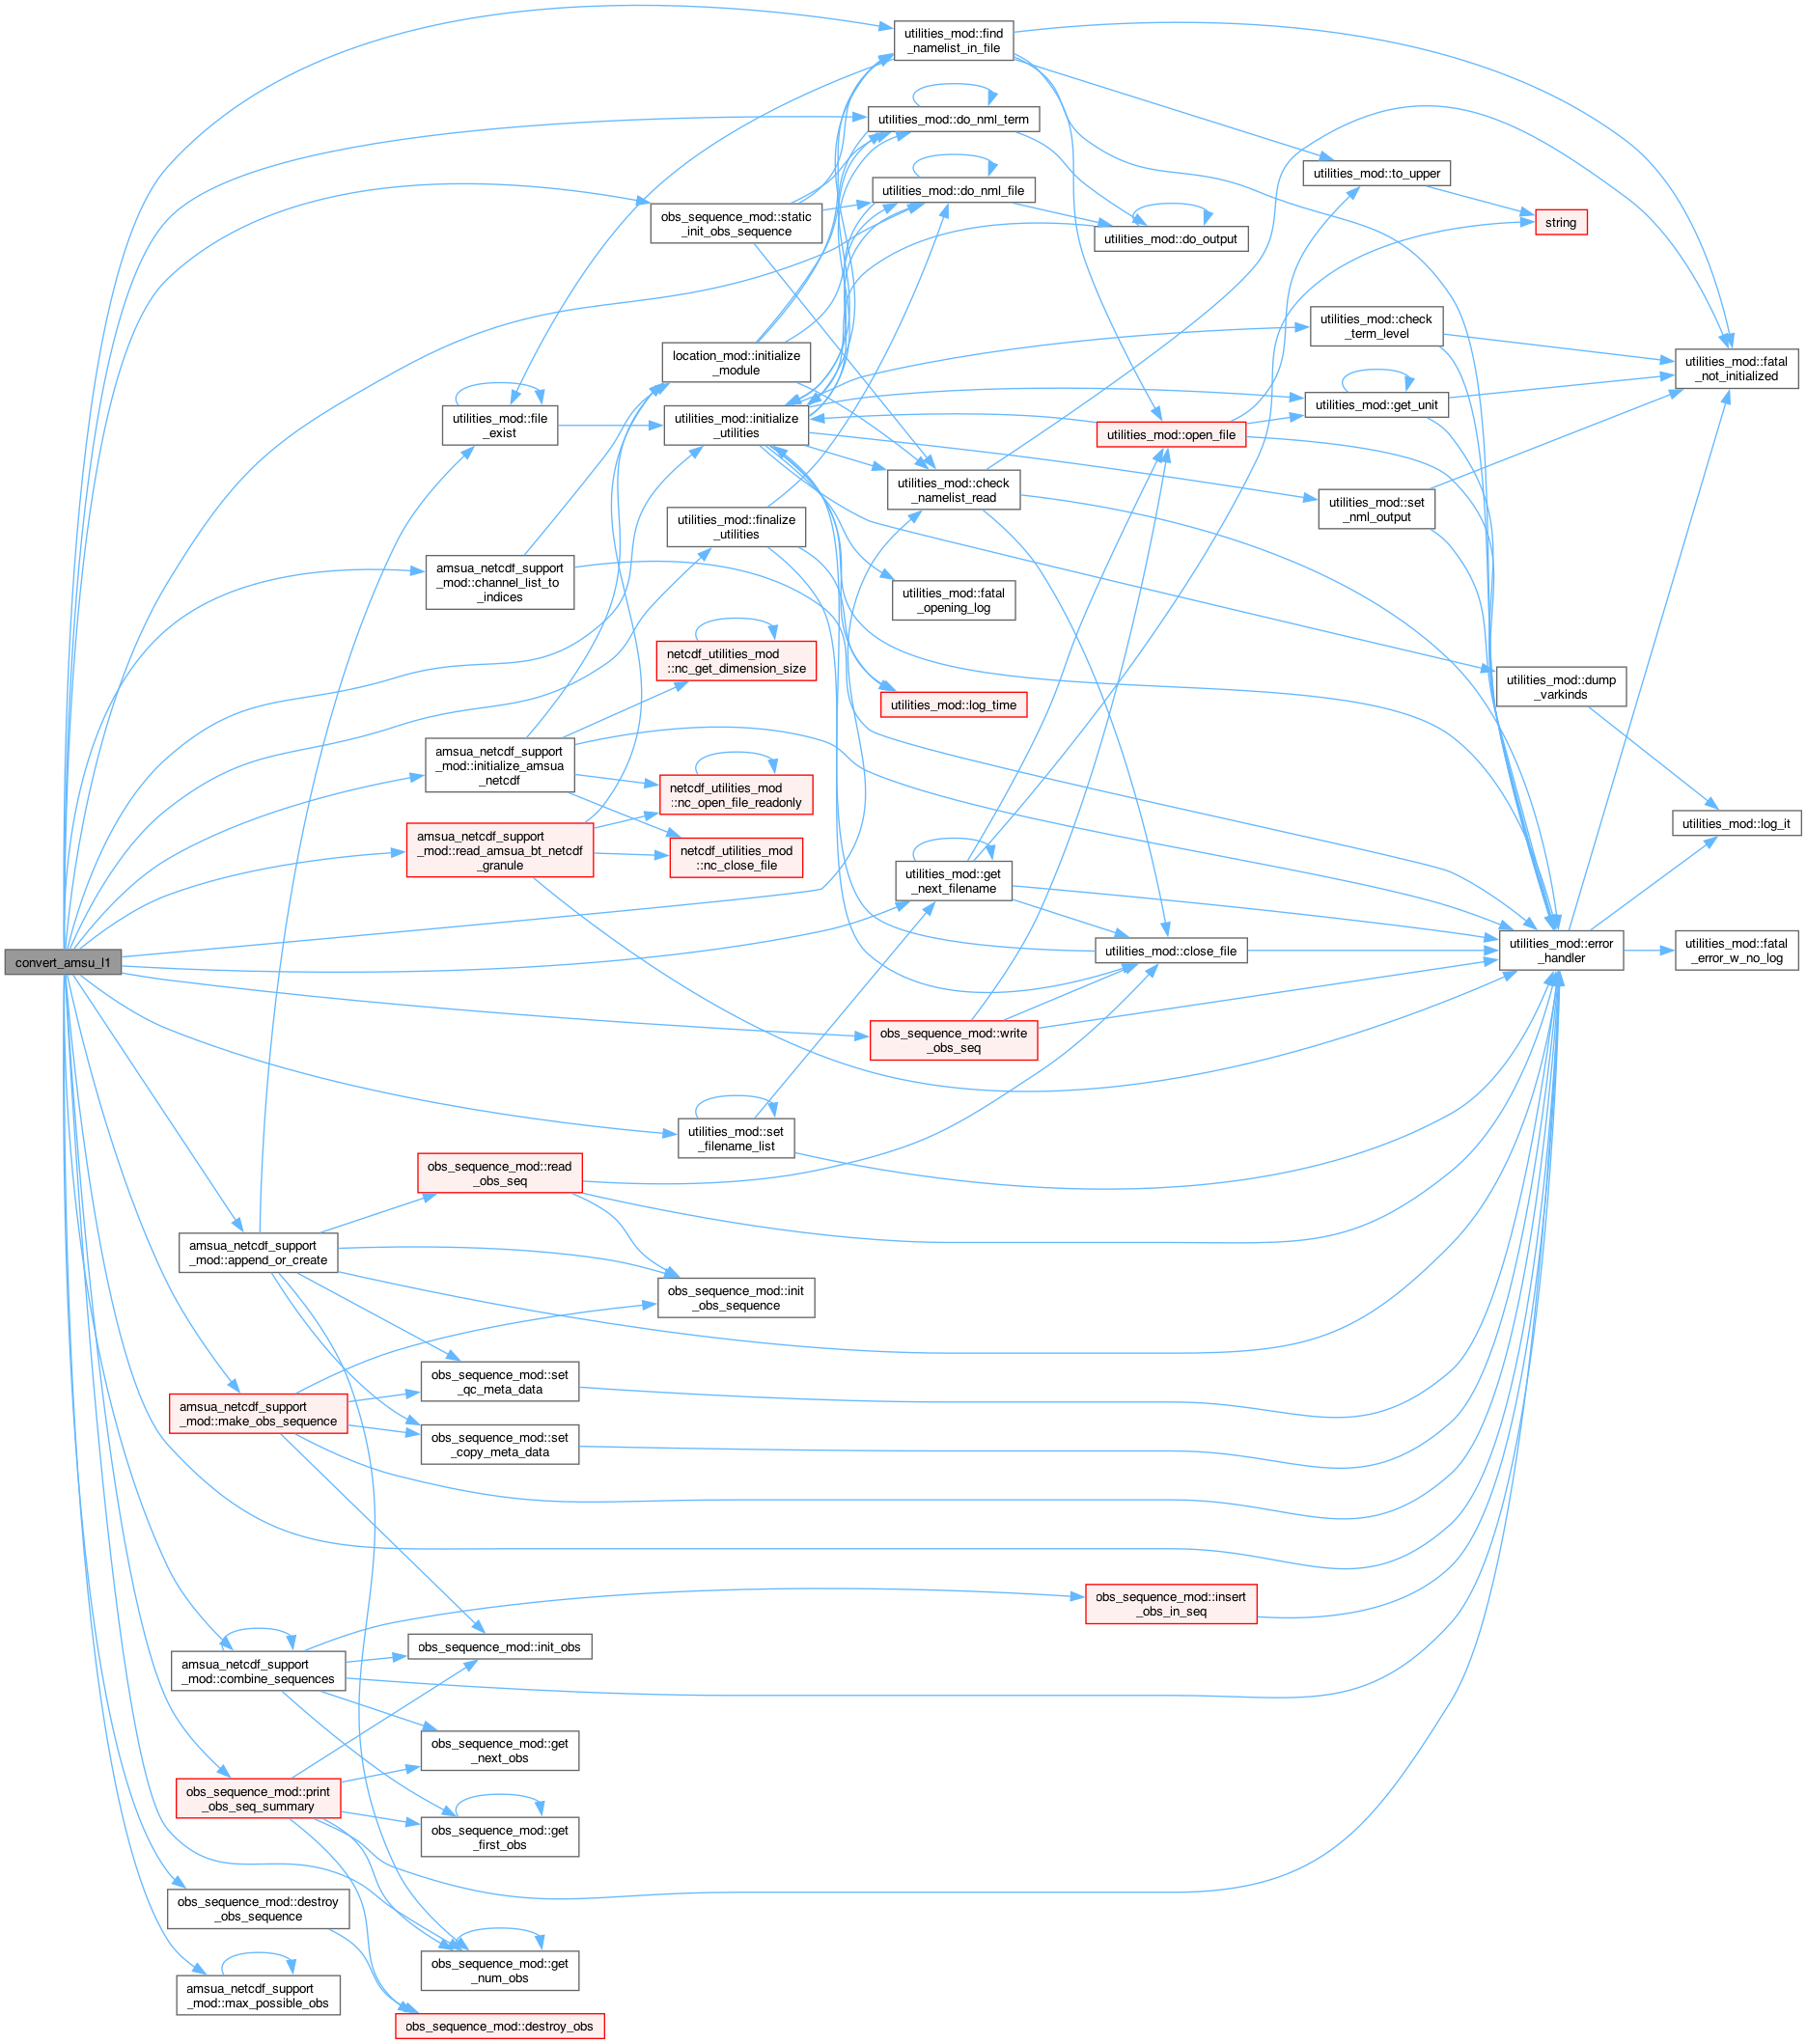 utilities_mod::find
_namelist_in_file
utilities_mod::do_nml_term
utilities_mod::to_upper
utilities_mod::do_nml_file
obs_sequence_mod::static
_init_obs_sequence
string
utilities_mod::do_output
utilities_mod::check
_term_level
location_mod::initialize
_module
utilities_mod::fatal
_not_initialized
utilities_mod::get_unit
utilities_mod::file
_exist
utilities_mod::initialize
_utilities
utilities_mod::open_file
utilities_mod::check
_namelist_read
utilities_mod::set
_nml_output
utilities_mod::finalize
_utilities
amsua_netcdf_support
_mod::channel_list_to
_indices
utilities_mod::fatal
_opening_log
netcdf_utilities_mod
::nc_get_dimension_size
utilities_mod::dump
_varkinds
utilities_mod::log_time
amsua_netcdf_support
_mod::initialize_amsua
_netcdf
netcdf_utilities_mod
::nc_open_file_readonly
utilities_mod::log_it
amsua_netcdf_support
_mod::read_amsua_bt_netcdf
_granule
netcdf_utilities_mod
::nc_close_file
utilities_mod::get
_next_filename
utilities_mod::error
_handler
utilities_mod::fatal
_error_w_no_log
utilities_mod::close_file
convert_amsu_l1
obs_sequence_mod::write
_obs_seq
utilities_mod::set
_filename_list
obs_sequence_mod::read
_obs_seq
amsua_netcdf_support
_mod::append_or_create
obs_sequence_mod::init
_obs_sequence
obs_sequence_mod::set
_qc_meta_data
amsua_netcdf_support
_mod::make_obs_sequence
obs_sequence_mod::set
_copy_meta_data
obs_sequence_mod::insert
_obs_in_seq
obs_sequence_mod::init_obs
amsua_netcdf_support
_mod::combine_sequences
obs_sequence_mod::get
_next_obs
obs_sequence_mod::print
_obs_seq_summary
obs_sequence_mod::get
_first_obs
obs_sequence_mod::destroy
_obs_sequence
obs_sequence_mod::get
_num_obs
amsua_netcdf_support
_mod::max_possible_obs
obs_sequence_mod::destroy_obs